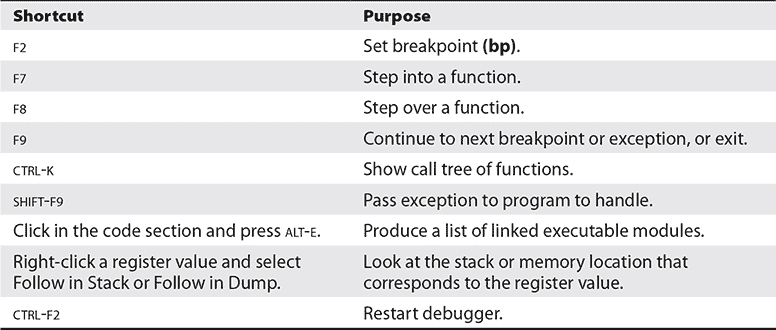 Shortcut Purpose
F2 Set breakpoint (bp).
F7 Step into a function.
F8 Step over a function.
F9 Continue to next breakpoint or exception, or exit.
CTRL-K Show call tree of functions.
SHIFT-F9 Pass exception to program to handle.
Click in the code section and press ALT-E. Produce a list of linked executable modules.
Right-click a register value and select Look at the stack or memory location that
Follow in Stack or Follow in Dump. corresponds to the register value.
CTRL-F2 Restart debugger.